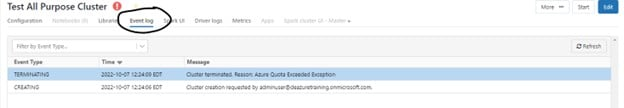 Test All Purpose Cluster
More
Start
Edit
Configuration Notebooks (0) Libraries Event log Spark UI Driver logs Metrics Apps Spark cluster UI - Master
Filter by Event Type...
Refresh
Event Type Time Message
TERMINATING 2022-10-07 12:24:09 EDT Cluster terminated. Reason: Azure Quota Exceeded Exception
CREATING 2022-10-07 12:24:06 EDT Cluster creation requested by adminuser@deazuretraining.onmicrosoft.com.